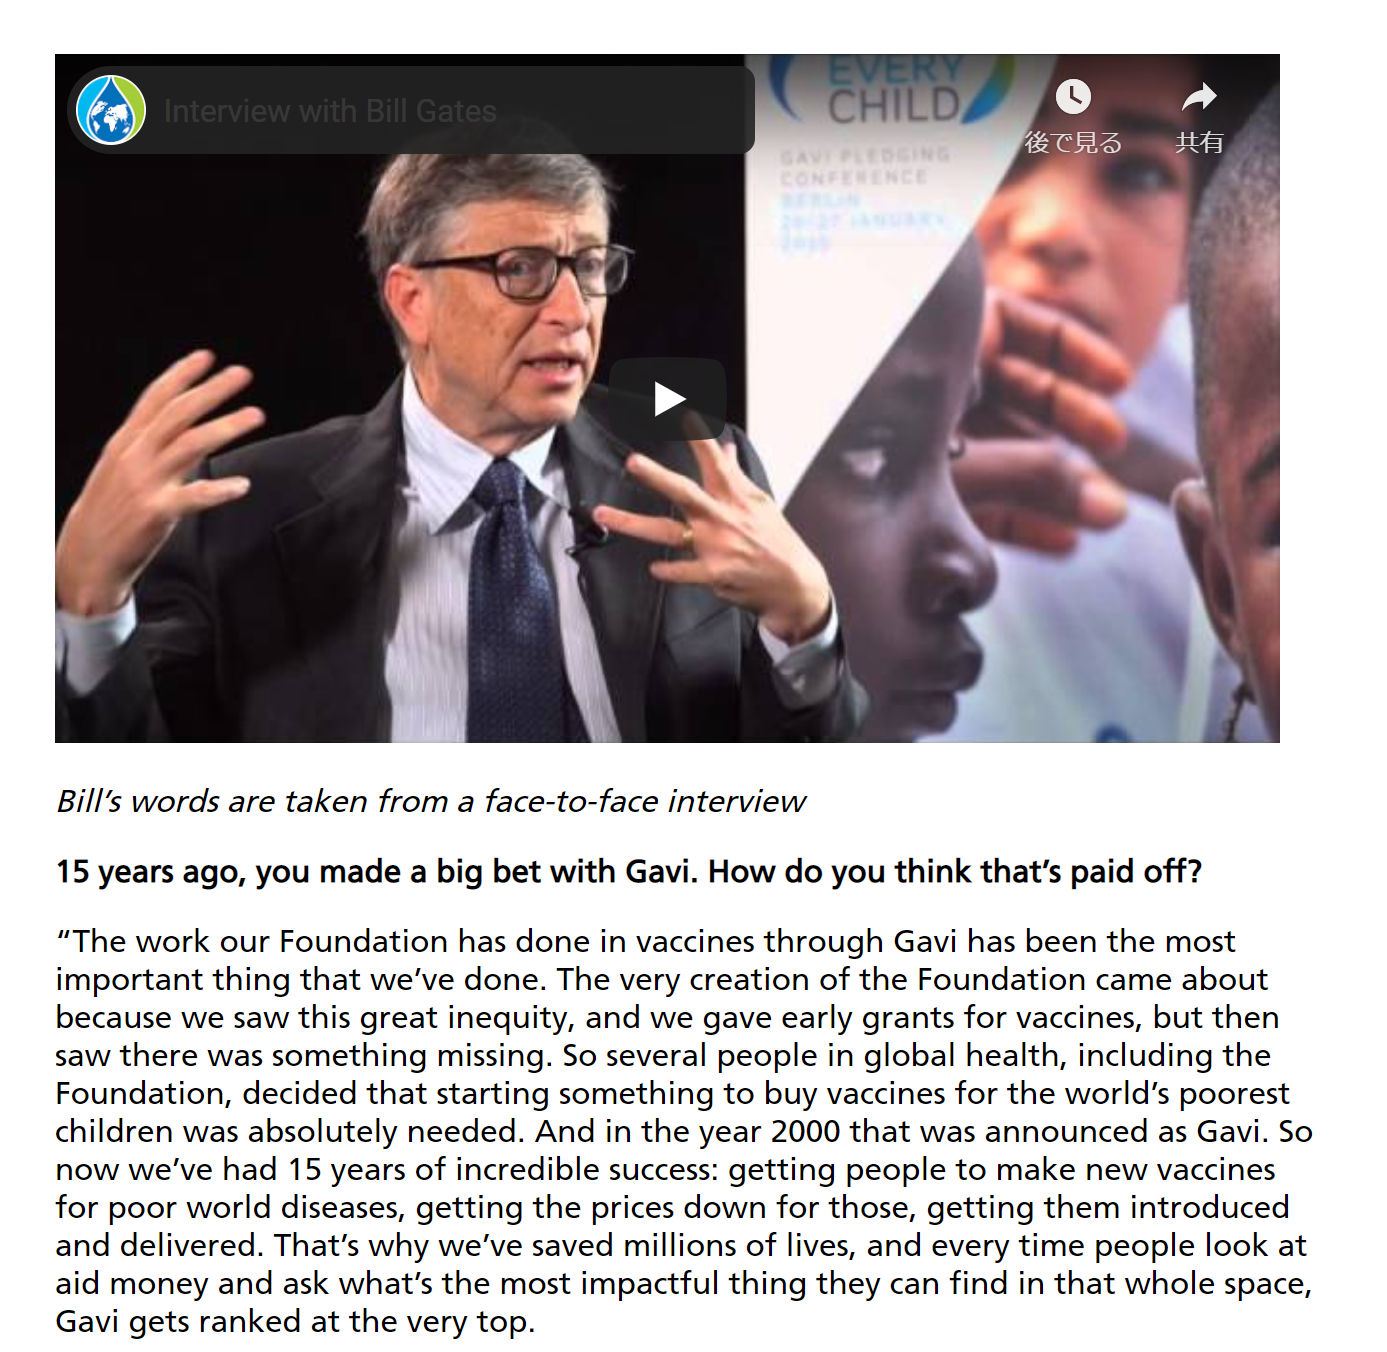 Interview with Bill Gates
EVERY
CHILD
GAVI PLEDGING
CONFERENCE
BERLIN
26-27 JANUARY
2015
後で見る
共有
Bill’s words are taken from a face-to-face interview
15 years ago, you made a big bet with Gavi. How do you think that’s paid off?
“The work our Foundation has done in vaccines through Gavi has been the most
important thing that we’ve done. The very creation of the Foundation came about
because we saw this great inequity, and we gave early grants for vaccines, but then
saw there was something missing. So several people in global health, including the
Foundation, decided that starting something to buy vaccines for the world’s poorest
children was absolutely needed. And in the year 2000 that was announced as Gavi. So
now we’ve had 15 years of incredible success: getting people to make new vaccines
for poor world diseases, getting the prices down for those, getting them introduced
and delivered. That’s why we’ve saved millions of lives, and every time people look at
aid money and ask what’s the most impactful thing they can find in that whole space,
Gavi gets ranked at the very top.